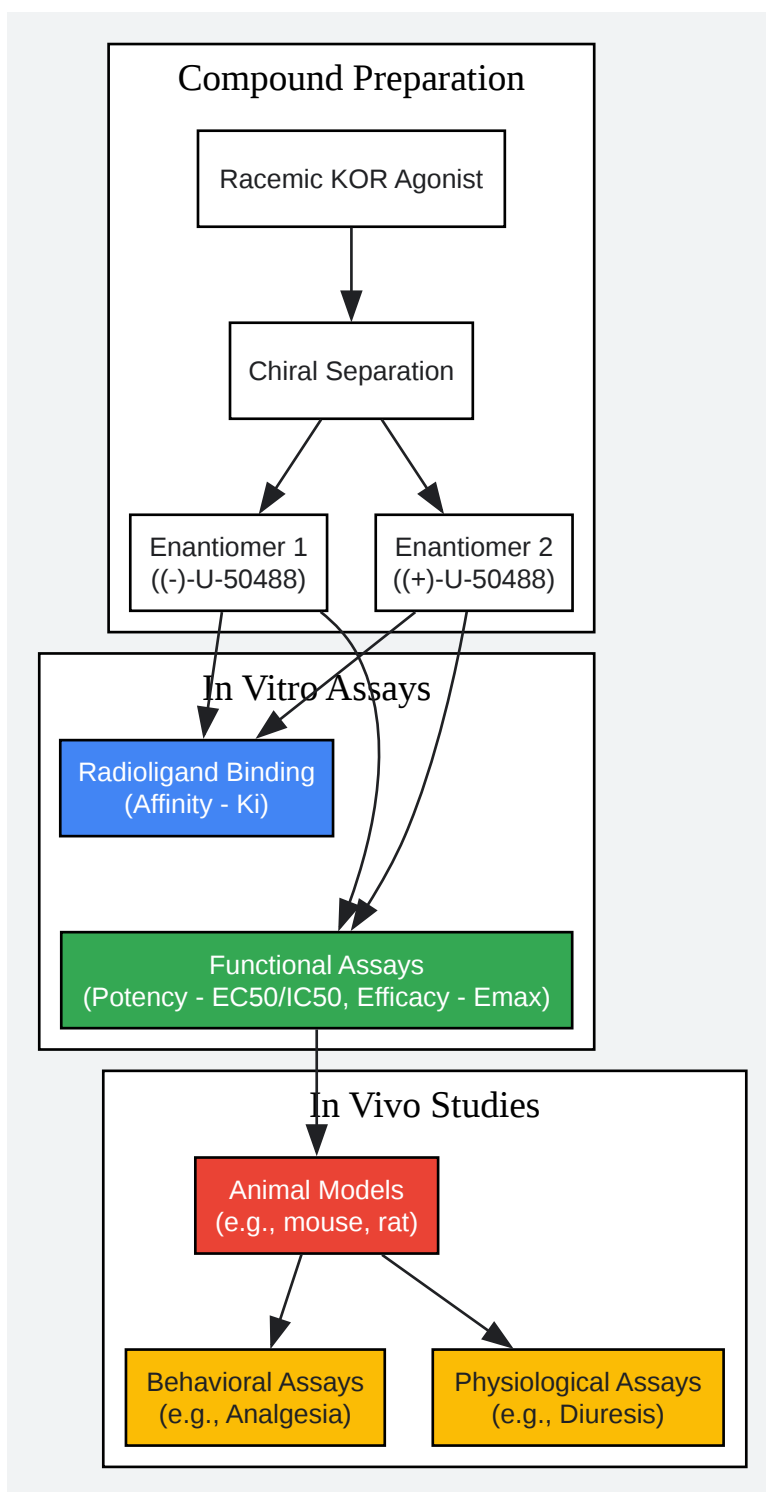 Compound Preparation
Racemic KOR Agonist
Chiral Separation
Enantiomer 1
((-)-U-50488)
Enantiomer 2
((+)-U-50488)
In Vitro Assays
Radioligand Binding
(Affinity - Ki)
Functional Assays
(Potency - EC50/IC50, Efficacy - Emax)
In Vivo Studies
Animal Models
(e.g., mouse, rat)
Behavioral Assays
(e.g., Analgesia)
Physiological Assays
(e.g., Diuresis)